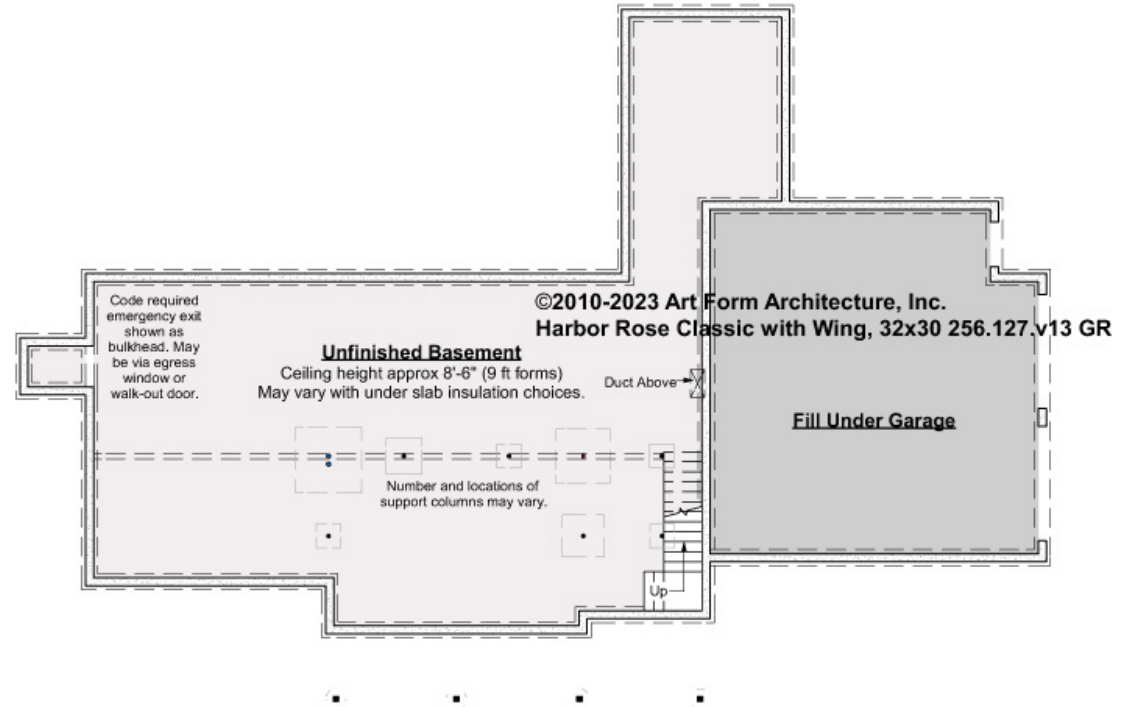 Code required
emergency exit
shown as
bulkhead. May
be via egress
window or
walk-out door.
©2010-2023 Art Form Architecture, Inc.
Harbor Rose Classic with Wing, 32x30 256.127.v13 GR
Unfinished Basement
Ceiling height approx 8'-6" (9 ft forms)
May vary with under slab insulation choices.
Duct Above
Fill Under Garage
Number and locations of
support columns may vary.
Up